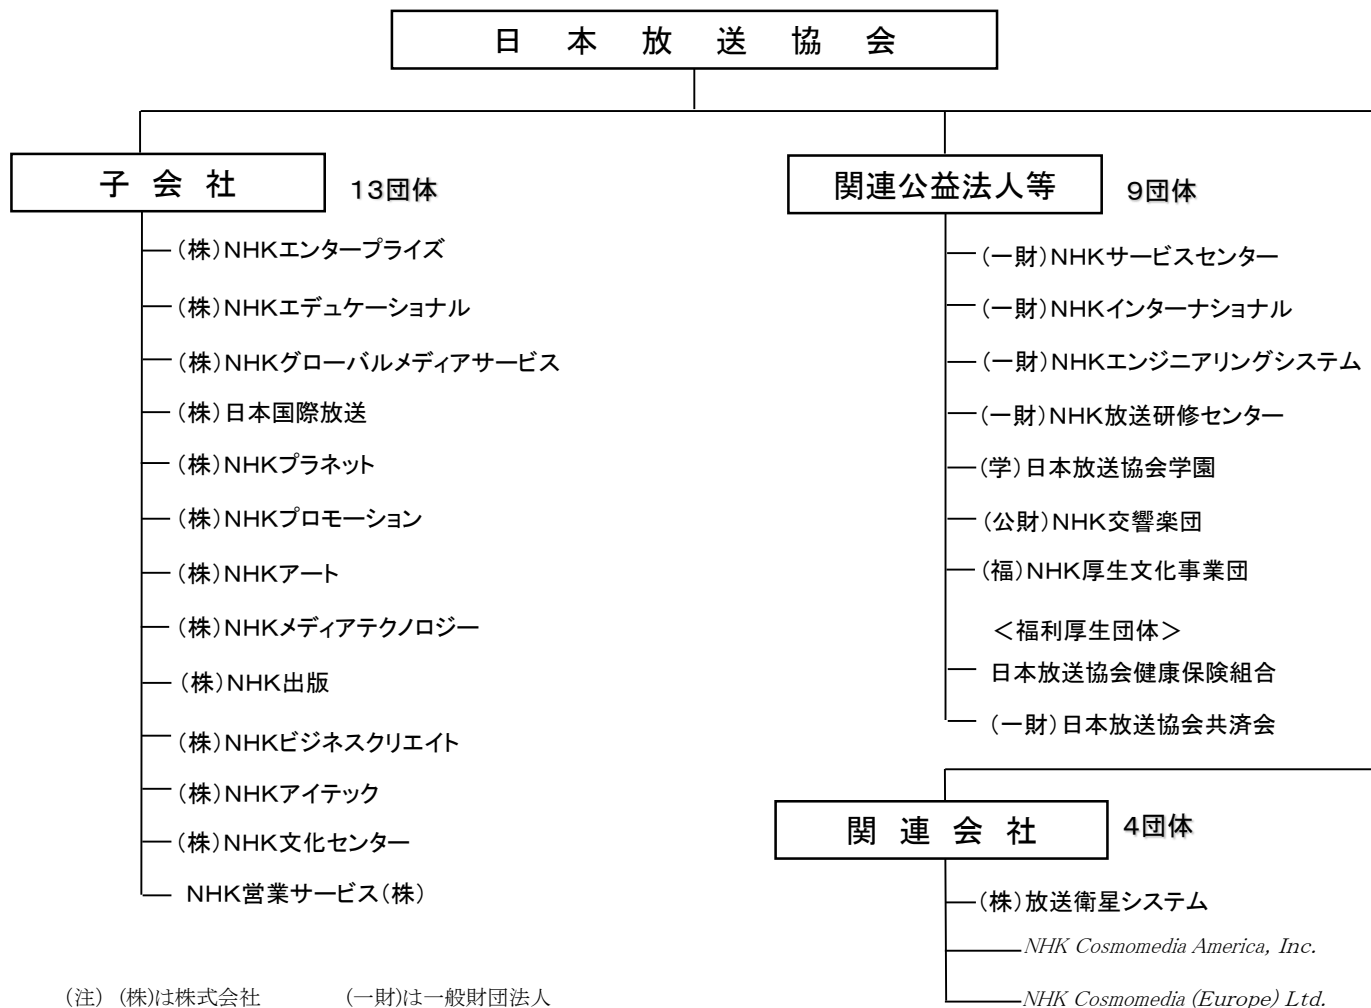 日本放送協会
子会社 13団体
(株)NHKエンタープライズ
(株)NHKエデュケーショナル
(株)NHKグローバルメディアサービス
(株)日本国際放送
(株)NHKプラネット
(株)NHKプロモーション
(株)NHKアート
(株)NHKメディアテクノロジー
(株)NHK出版
(株)NHKビジネスクリエイト
(株)NHKアイテック
(株)NHK文化センター
NHK営業サービス(株)
関連公益法人等 9団体
(一財)NHKサービスセンター
(一財)NHKインターナショナル
(一財)NHKエンジニアリングシステム
(一財)NHK放送研修センター
(学)日本放送協会学園
(公財)NHK交響楽団
(福)NHK厚生文化事業団
＜福利厚生団体＞
日本放送協会健康保険組合
(一財)日本放送協会共済会
関連会社 4団体
(株)放送衛星システム
NHK Cosmomedia America, Inc.
NHK Cosmomedia (Europe) Ltd.
(注) (株)は株式会社 (一財)は一般財団法人